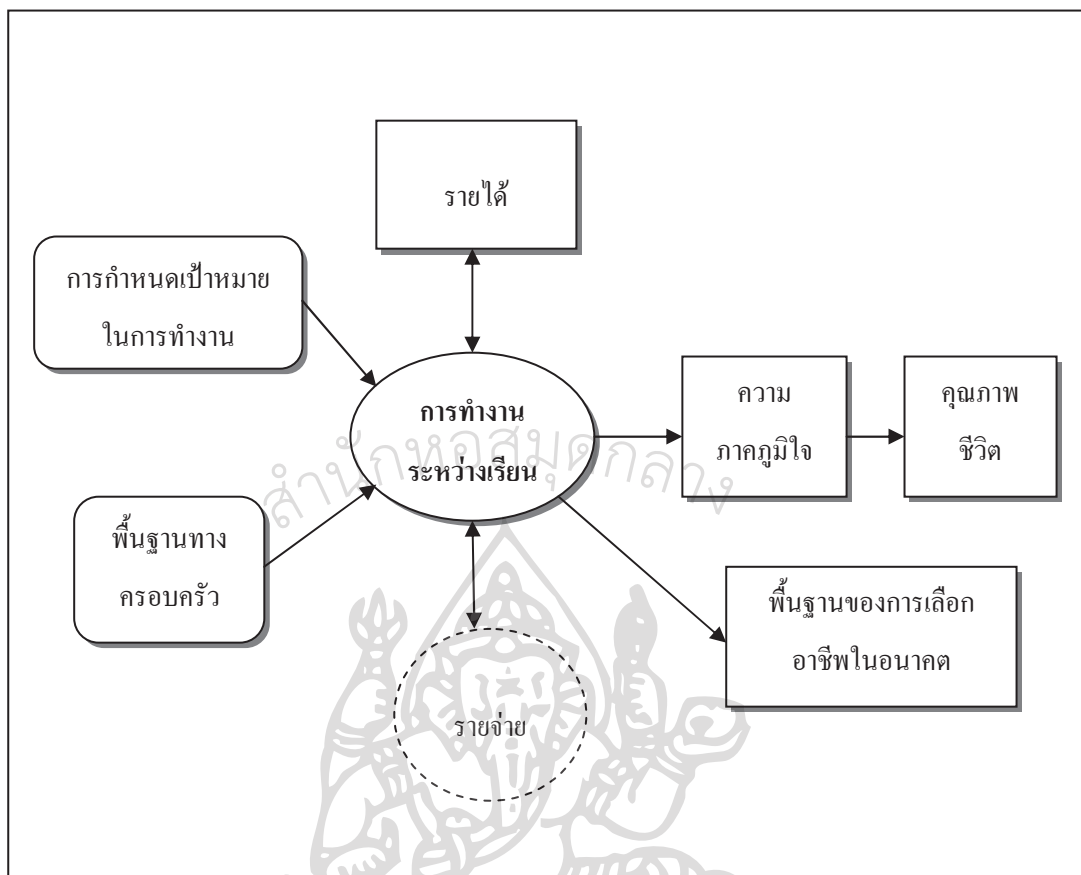 รายได้
การกำหนดเป้าหมาย
ในการทำงาน
การทำงาน
ระหว่างเรียน
ความ
ภาคภูมิใจ
คุณภาพ
ชีวิต
สำนักหอสมุดกลาง
พื้นฐานทาง
ครอบครัว
พื้นฐานของการเลือก
อาชีพในอนาคต
รายจ่าย